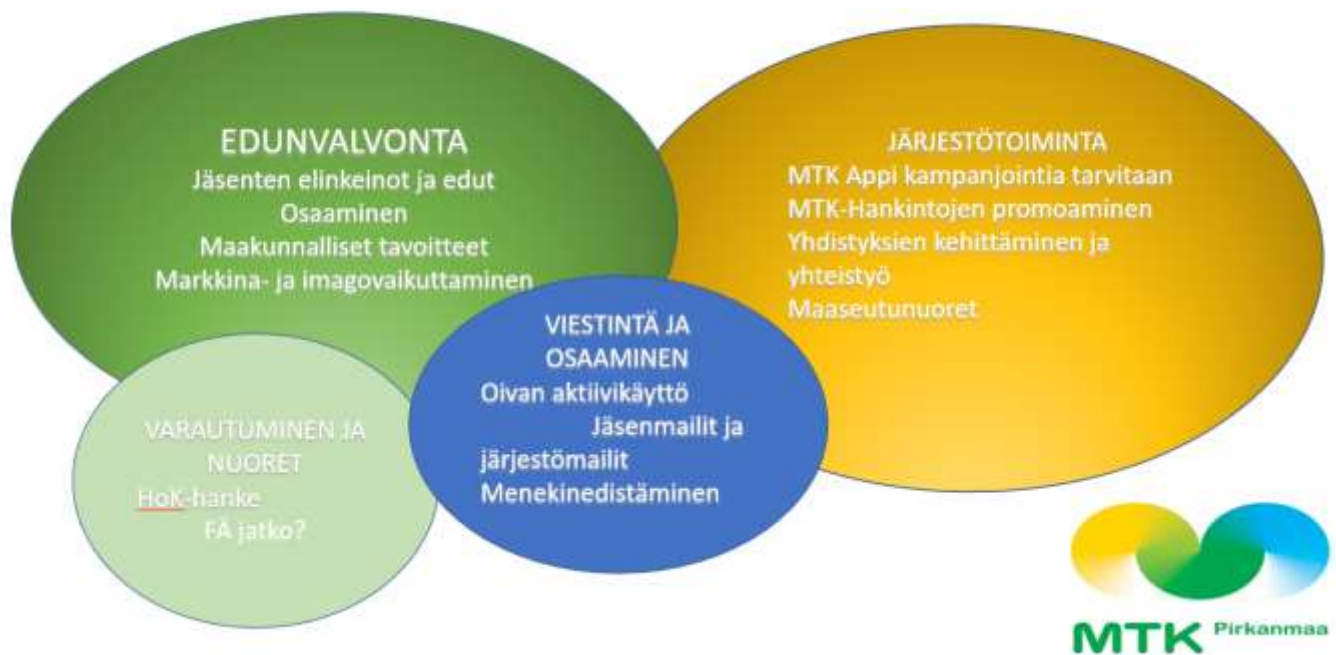 EDUNVALVONTA
Jäsenten elinkeinot ja edut
Osaaminen
Maakunnalliset tavoitteet
Markkina- ja imagovaikuttaminen
JÄRJESTÖTOIMINTA
MTK Appi kampanjointia tarvitaan
MTK-Hankintojen promoaminen
Yhdistyksien kehittäminen ja
yhteistyö
Maaseutunuoret
VARAUTUMINEN JA
NUORET
HoK-hanke
FA jatko?
VIESTINTÄ JA
OSAAMINEN
Oivan aktiivikäyttö
Jäsenmailit ja
järjestömailit
Menekinedistäminen
MTK Pirkanmaa